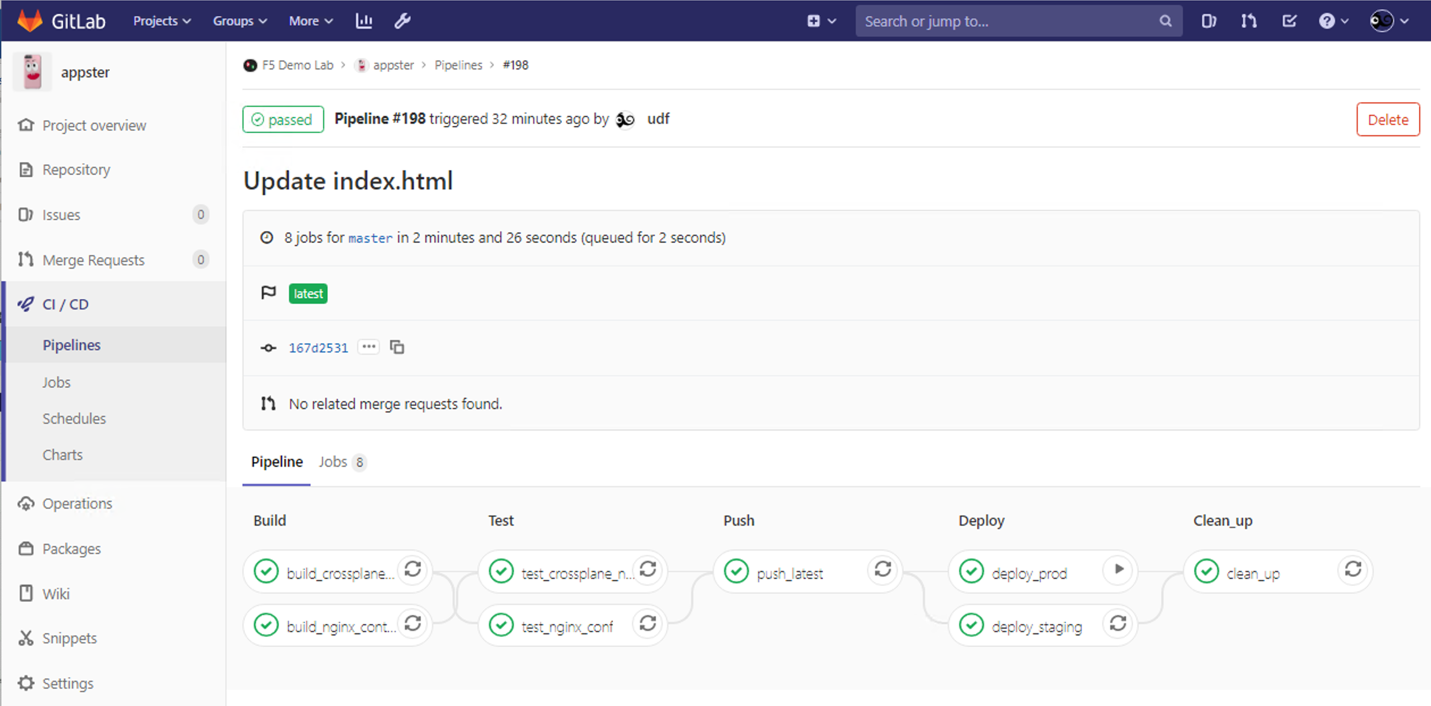 GitLab Projects Groups More Search or jump to...
appster
F5 Demo Lab > appster > Pipelines > #198
passed Pipeline #198 triggered 32 minutes ago by udf Delete
Project overview
Repository
Issues 0
Merge Requests 0
CI / CD
Pipelines
Jobs
Schedules
Charts
Operations
Packages
Wiki
Snippets
Settings
Update index.html
8 jobs for master in 2 minutes and 26 seconds (queued for 2 seconds)
latest
167d2531 ...
No related merge requests found.
Pipeline Jobs 8
Build Test Push Deploy Clean_up
build_crossplane... test_crossplane_n... push_latest deploy_prod clean_up
build_nginx_cont... test_nginx_conf deploy_staging